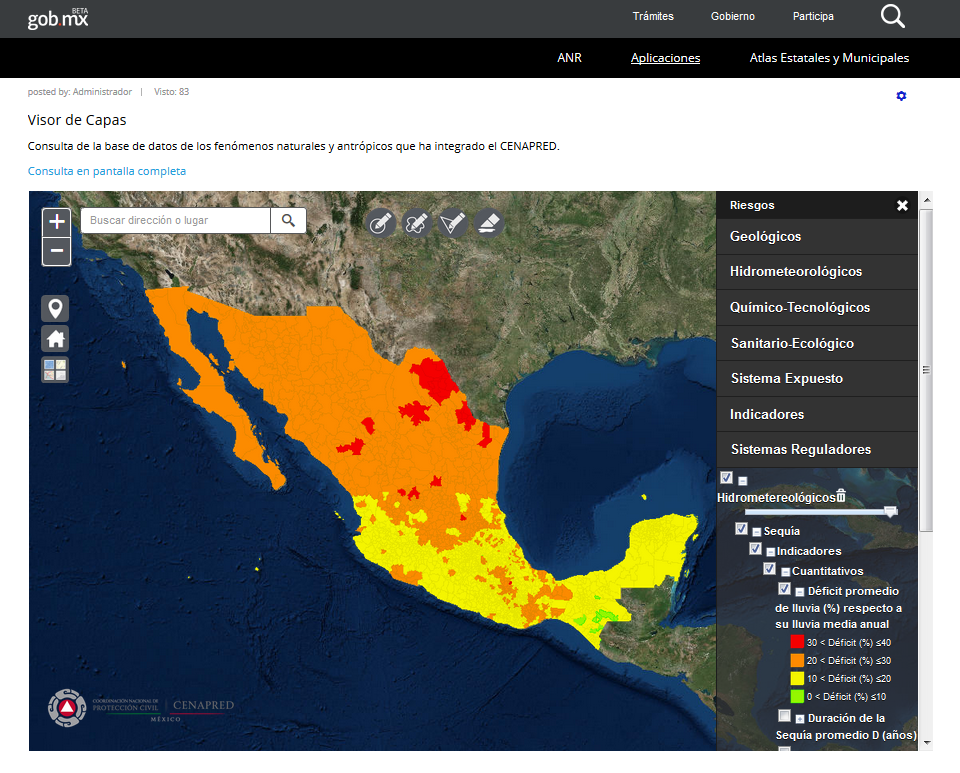 BETA
gob.mx
Trámites Gobierno Participa
ANR Aplicaciones Atlas Estatales y Municipales
posted by: Administrador | Visto: 83
Visor de Capas
Consulta de la base de datos de los fenómenos naturales y antrópicos que ha integrado el CENAPRED.
Consulta en pantalla completa
Buscar dirección o lugar
Riesgos
Geológicos
Hidrometeorológicos
Químico-Tecnológicos
Sanitario-Ecológico
Sistema Expuesto
Indicadores
Sistemas Reguladores
Hidrometereológicos
Sequía
Indicadores
Cuantitativos
Déficit promedio
de lluvia (%) respecto a
su lluvia media anual
30 < Déficit (%) ≤40
20 < Déficit (%) ≤30
10 < Déficit (%) ≤20
0 < Déficit (%) ≤10
Duración de la
Sequía promedio D (años)
COORDINACIÓN NACIONAL DE
PROTECCIÓN CIVIL
MÉXICO
CENAPRED